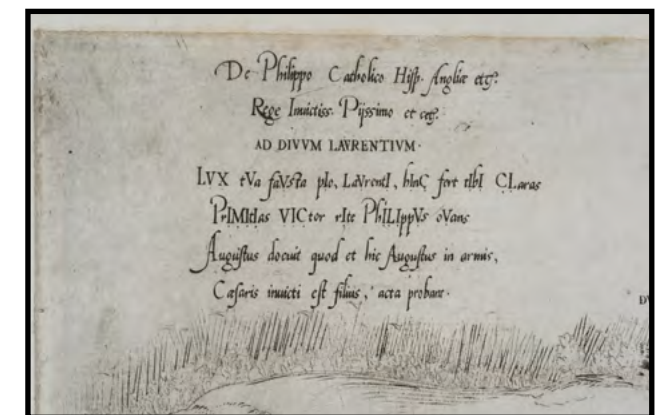 De Philippo Catholico Hisp. Angliæ etc?
Rege Inuictiss. Pijssimo et cet?
AD DIVVM LAVRENTIVM.
LVX tVa faVsta pIo, LaVrentI, hInC fert tIbI CLaras
PrIMItIas VICtor rIte PhILIppVs oVans
Augustus docuit quod et hic Augustus in armis,
Cæsaris inuicti est filius, acta probant.